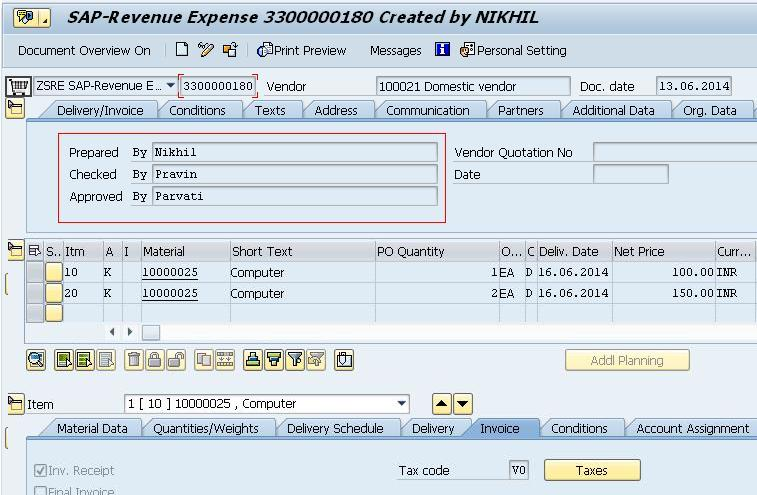 SAP-Revenue Expense 3300000180 Created by NIKHIL
Document Overview On Print Preview Messages Personal Setting
ZSRE SAP-Revenue E... 3300000180 Vendor 100021 Domestic vendor Doc. date 13.06.2014
Delivery/Invoice Conditions Texts Address Communication Partners Additional Data Org. Data
Prepared By Nikhil Vendor Quotation No
Checked By Pravin Date
Approved By Parvati
S.. Itm A I Material Short Text PO Quantity O... C Deliv. Date Net Price Curr...
10 K 10000025 Computer 1 EA D 16.06.2014 100.00 INR
20 K 10000025 Computer 2 EA D 16.06.2014 150.00 INR
Addl Planning
Item 1 [ 10 ] 10000025 , Computer
Material Data Quantities/Weights Delivery Schedule Delivery Invoice Conditions Account Assignment
Inv. Receipt Tax code V0 Taxes
Final Invoice